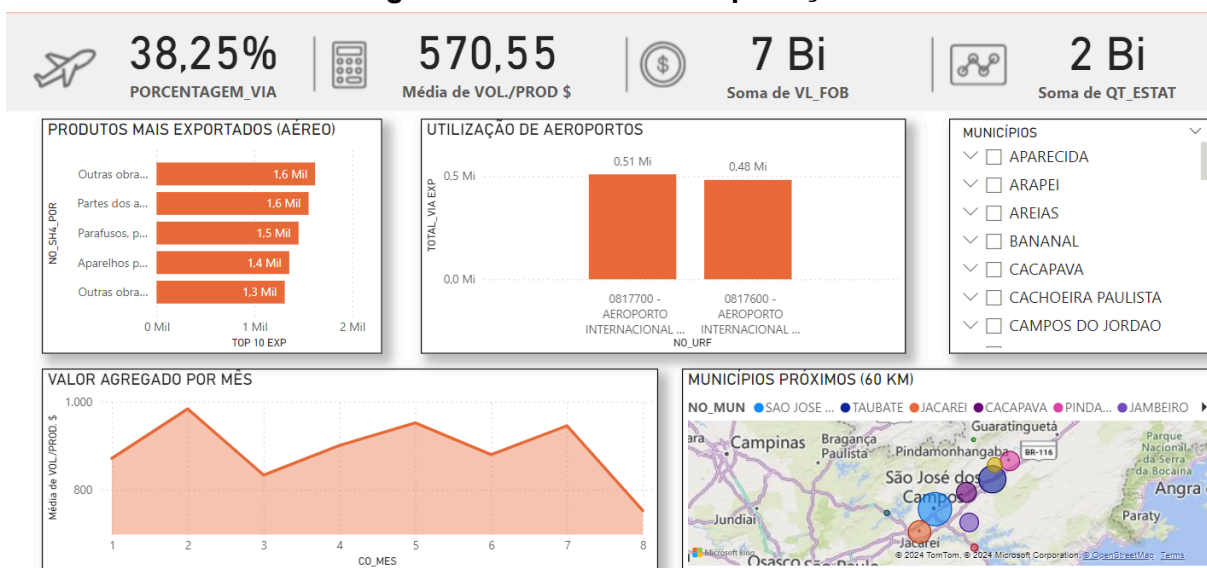 38,25%
PORCENTAGEM_VIA
570,55
Média de VOL./PROD $
7 Bi
Soma de VL_FOB
2 Bi
Soma de QT_ESTAT
PRODUTOS MAIS EXPORTADOS (AÉREO)
NO_SH4_POR
Outras obra...
1,6 Mil
Partes dos a...
1,6 Mil
Parafusos, p...
1,5 Mil
Aparelhos p...
1,4 Mil
Outras obra...
1,3 Mil
0 Mil
1 Mil
2 Mil
TOP 10 EXP
UTILIZAÇÃO DE AEROPORTOS
TOTAL_VIA EXP
0,5 Mi
0,0 Mi
0,51 Mi
0,48 Mi
0817700 -
AEROPORTO
INTERNACIONAL ...
0817600 -
AEROPORTO
INTERNACIONAL ...
NO_URF
MUNICÍPIOS
APARECIDA
ARAPEI
AREIAS
BANANAL
CACAPAVA
CACHOEIRA PAULISTA
CAMPOS DO JORDAO
VALOR AGREGADO POR MÊS
Média de VOL./PROD. $
1.000
800
1
2
3
4
5
6
7
8
CO_MES
MUNICÍPIOS PRÓXIMOS (60 KM)
NO_MUN
SAO JOSE ...
TAUBATE
JACAREI
CACAPAVA
PINDA...
JAMBEIRO
Guaratinguetá
Campinas
Bragança
Paulista
Pindamonhangaba
BR-116
Parque
Nacional
da Serra
da Bocaina
São José dos
Campos
Angra
Paraty
Jundiaí
Jacareí
Osasco
Microsoft Bing
© 2024 TomTom, © 2024 Microsoft Corporation, © OpenStreetMap Terms